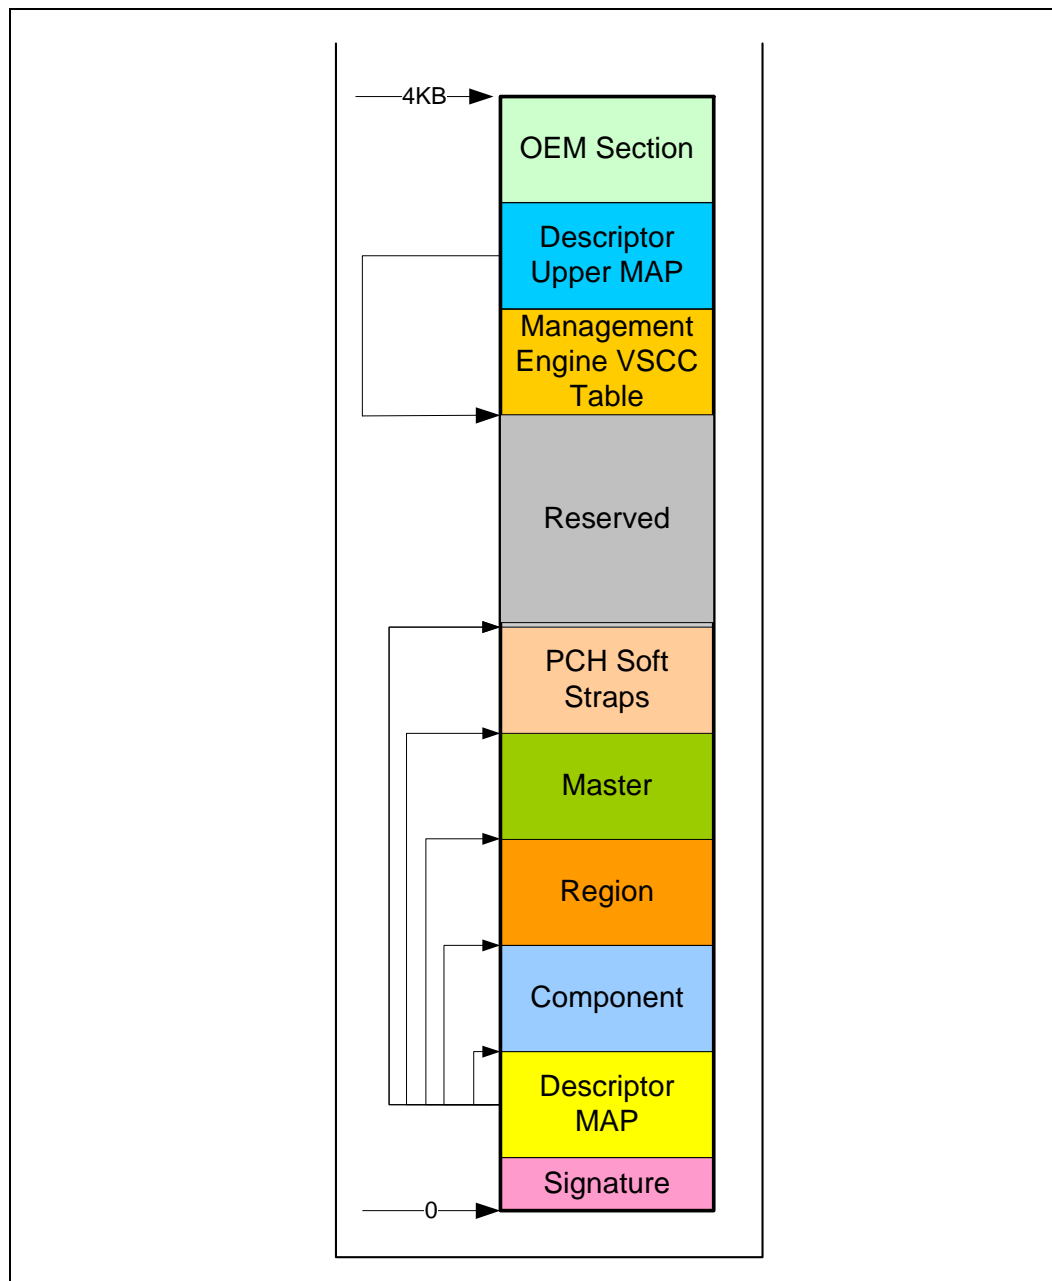 4KB
OEM Section
Descriptor
Upper MAP
Management
Engine VSCC
Table
Reserved
PCH Soft
Straps
Master
Region
Component
Descriptor
MAP
Signature
0